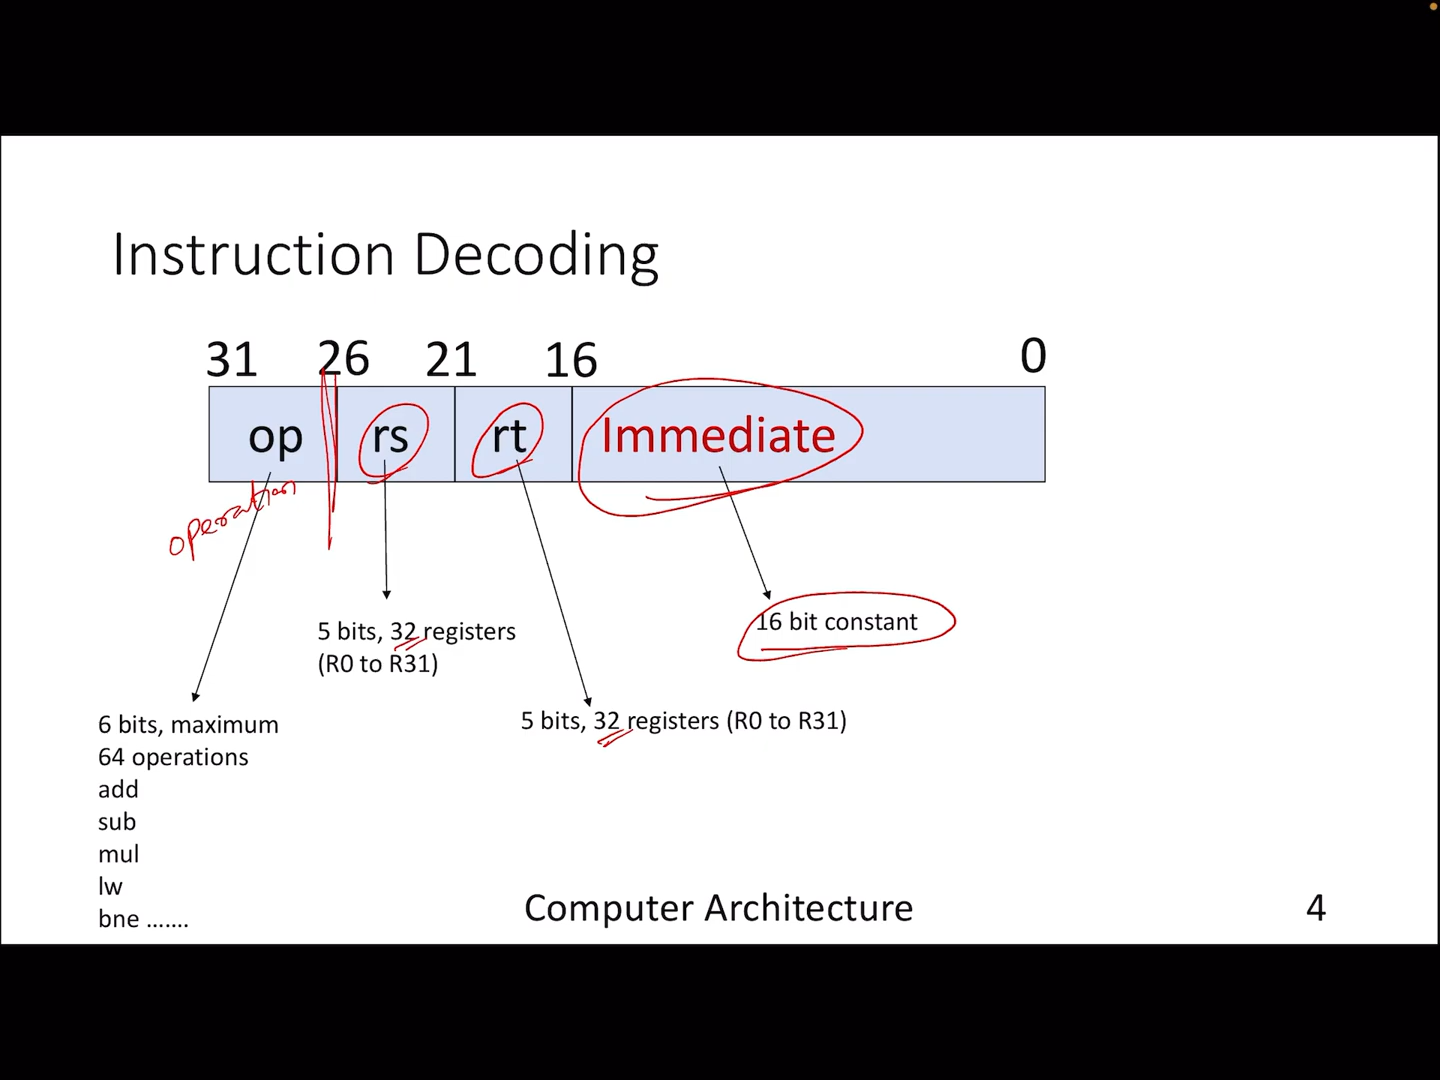 Instruction Decoding
31 26 21 16 0
op rs rt Immediate
operation
16 bit constant
5 bits, 32 registers
(R0 to R31)
6 bits, maximum
64 operations
add
sub
mul
lw
bne .......
5 bits, 32 registers (R0 to R31)
Computer Architecture
4